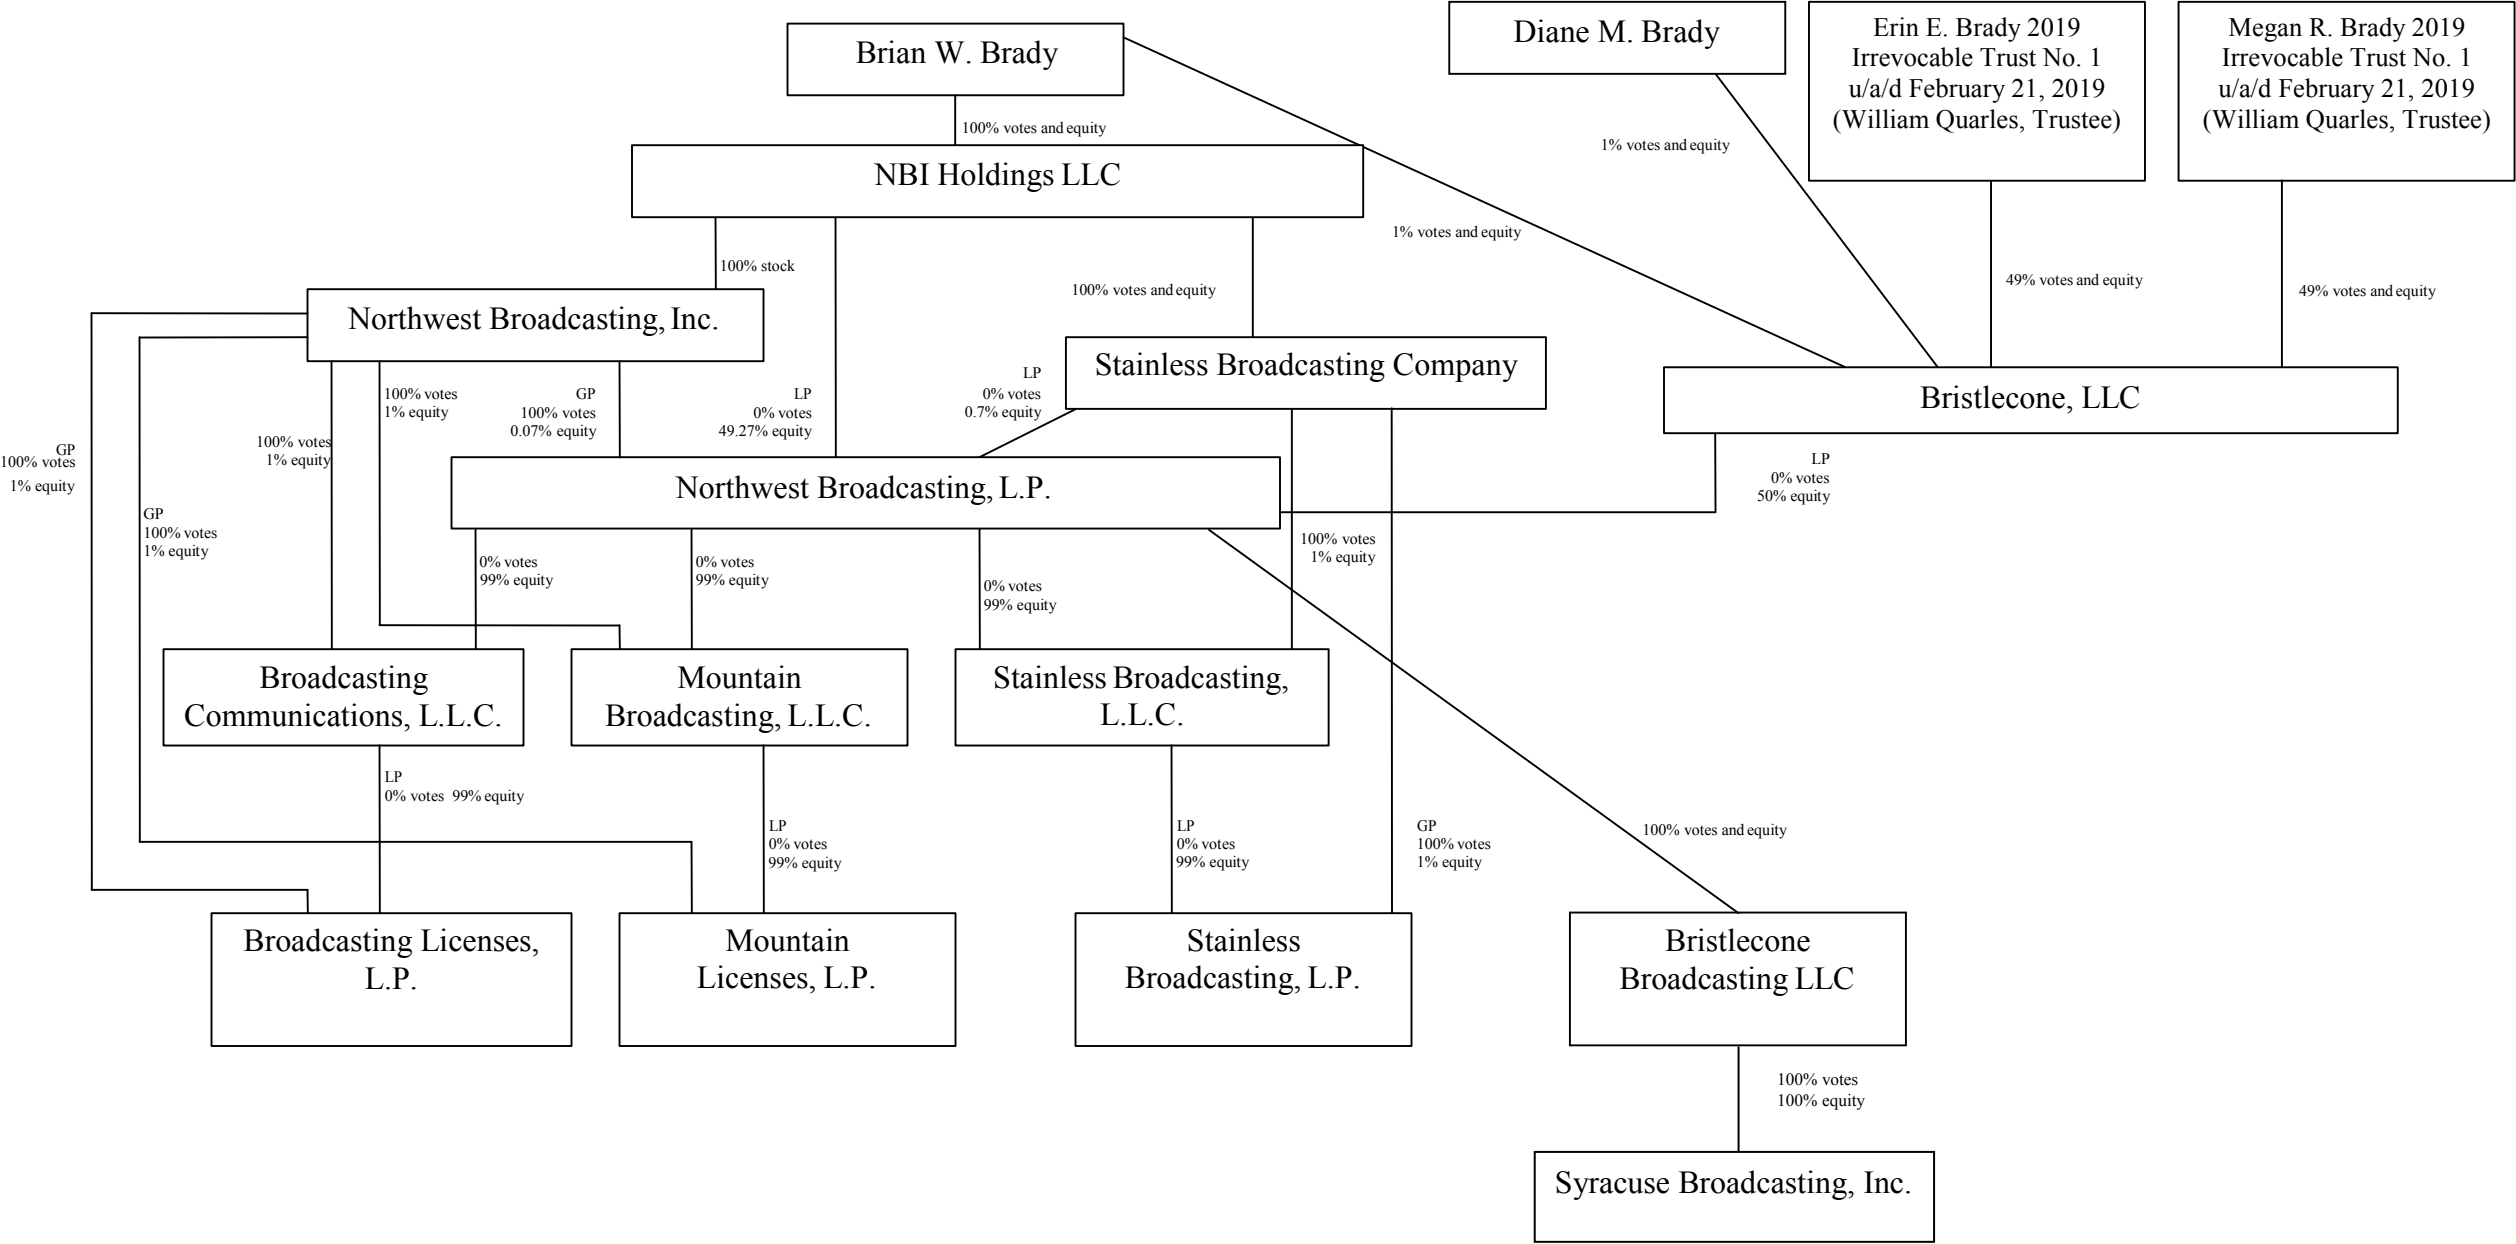 Brian W. Brady
Diane M. Brady
Erin E. Brady 2019
Irrevocable Trust No. 1
u/a/d February 21, 2019
(William Quarles, Trustee)
Megan R. Brady 2019
Irrevocable Trust No. 1
u/a/d February 21, 2019
(William Quarles, Trustee)
100% votes and equity
1% votes and equity
NBI Holdings LLC
1% votes and equity
100% stock
100% votes and equity
49% votes and equity
49% votes and equity
Northwest Broadcasting, Inc.
Stainless Broadcasting Company
Bristlecone, LLC
GP
100% votes
1% equity
GP
100% votes
1% equity
100% votes
1% equity
100% votes
1% equity
GP
100% votes
0.07% equity
LP
0% votes
49.27% equity
LP
0% votes
0.7% equity
LP
0% votes
50% equity
Northwest Broadcasting, L.P.
0% votes
99% equity
0% votes
99% equity
0% votes
99% equity
100% votes
1% equity
Broadcasting
Communications, L.L.C.
Mountain
Broadcasting, L.L.C.
Stainless Broadcasting,
L.L.C.
LP
0% votes 99% equity
LP
0% votes
99% equity
LP
0% votes
99% equity
GP
100% votes
1% equity
100% votes and equity
Broadcasting Licenses,
L.P.
Mountain
Licenses, L.P.
Stainless
Broadcasting, L.P.
Bristlecone
Broadcasting LLC
100% votes
100% equity
Syracuse Broadcasting, Inc.